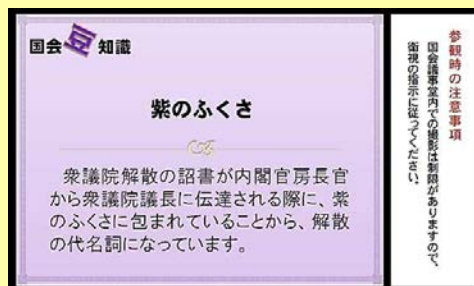 国会豆知識
紫のふくさ
衆議院解散の詔書が内閣官房長官
から衆議院議長に伝達される際に、紫
のふくさに包まれていることから、解散
の代名詞になっています。
参観時の注意事項
国会議事堂内での撮影は制限がありますので、
衛視の指示に従ってください。